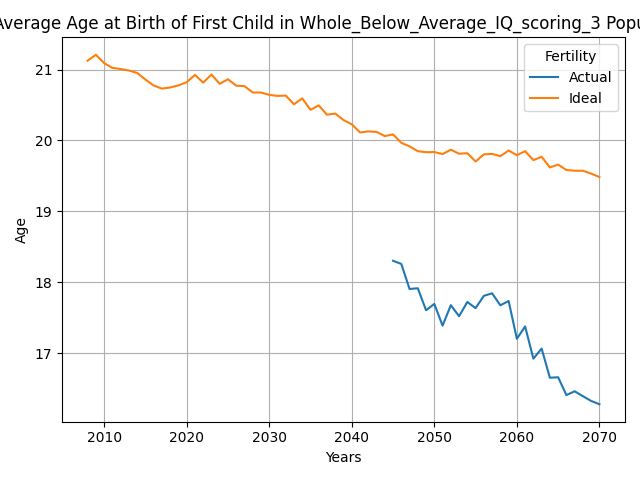 Average Age at Birth of First Child in Whole_Below_Average_IQ_scoring_3
Fertility
Actual
Ideal
Age
21
20
19
18
17
2010 2020 2030 2040 2050 2060 2070
Years